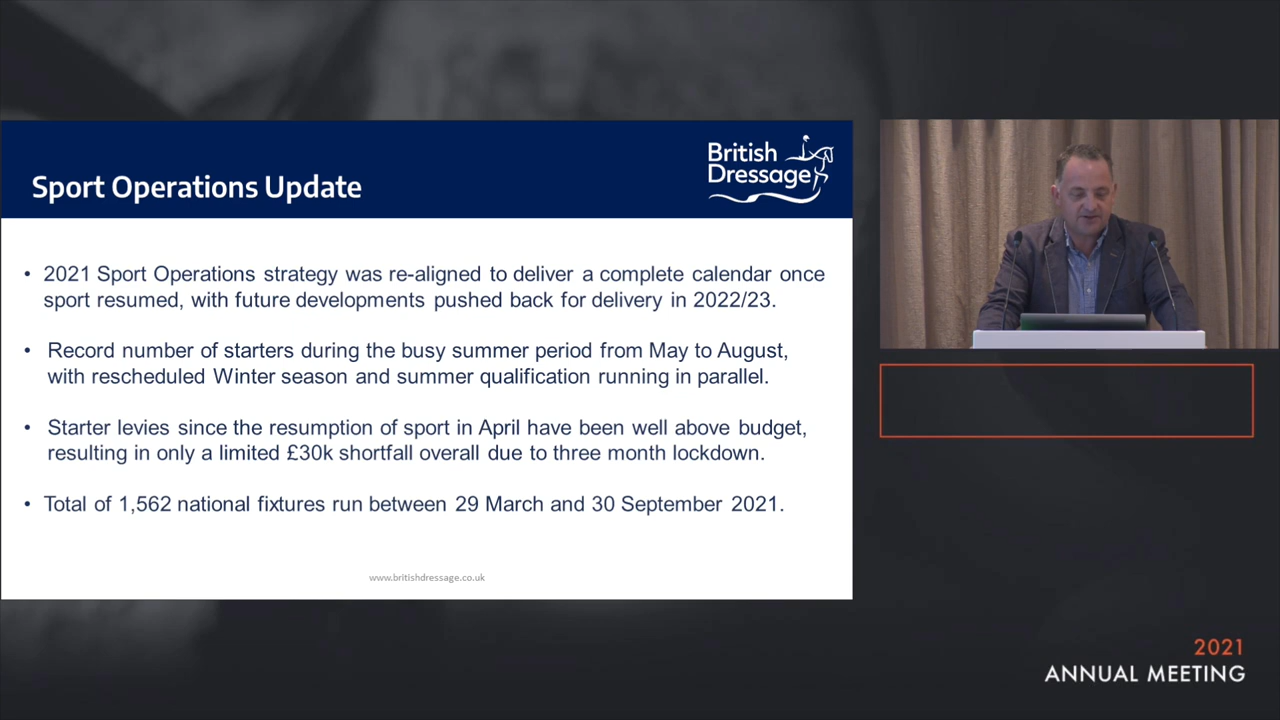 British
Dressage
Sport Operations Update
• 2021 Sport Operations strategy was re-aligned to deliver a complete calendar once
sport resumed, with future developments pushed back for delivery in 2022/23.
• Record number of starters during the busy summer period from May to August,
with rescheduled Winter season and summer qualification running in parallel.
• Starter levies since the resumption of sport in April have been well above budget,
resulting in only a limited £30k shortfall overall due to three month lockdown.
• Total of 1,562 national fixtures run between 29 March and 30 September 2021.
www.britishdressage.co.uk
2021
ANNUAL MEETING